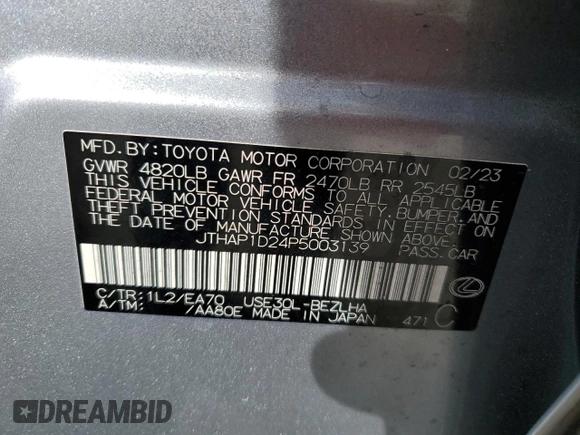 MFD.BY:TOYOTA MOTOR CORPORATION 02/23
GVWR 4820LB GAWR FR 2470LB RR 2545LB
THIS VEHICLE CONFORMS TO ALL APPLICABLE
FEDERAL MOTOR VEHICLE SAFETY, BUMPER, AND
THEFT PREVENTION STANDARDS IN EFFECT ON
THE DATE OF MANUFACTURE SHOWN ABOVE.
JTHAP1D24P5003139 PASS.CAR
C/TR:1L2/EA70 USE30L-BEZLHA
A/TM: /AA80E MADE IN JAPAN 471 C
DREAMBID